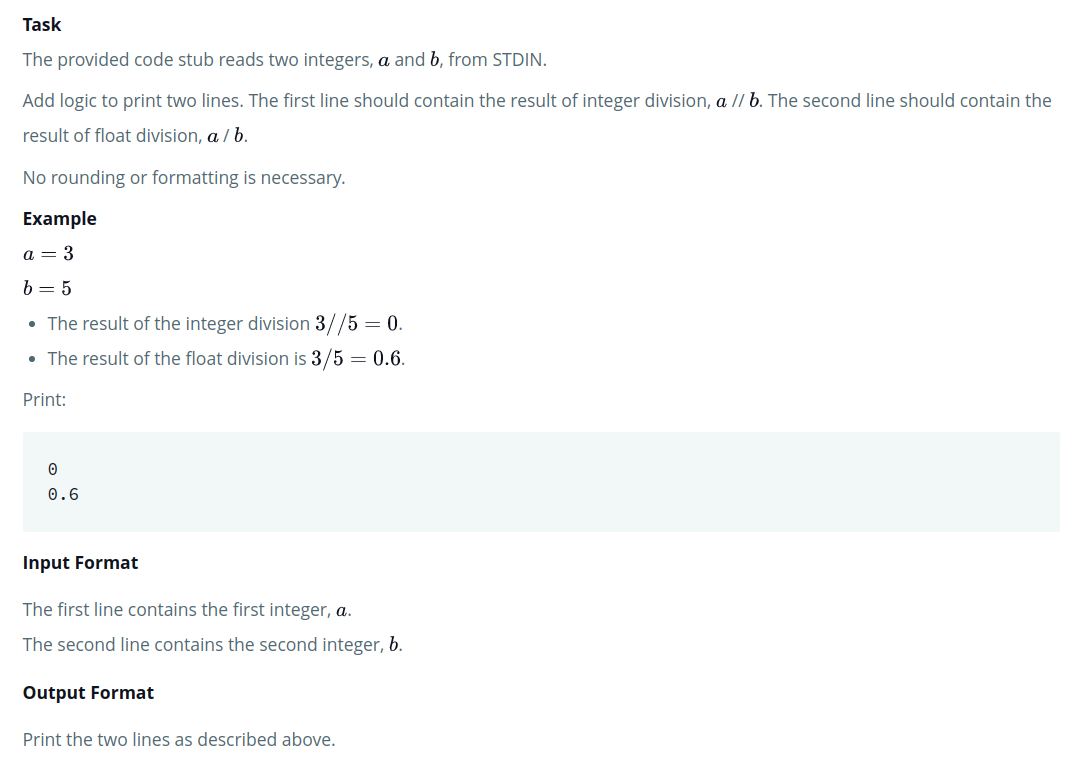 Task
The provided code stub reads two integers, a and b, from STDIN.
Add logic to print two lines. The first line should contain the result of integer division, a // b. The second line should contain the
result of float division, a / b.
No rounding or formatting is necessary.
Example
a = 3
b = 5
• The result of the integer division 3//5 = 0.
• The result of the float division is 3/5 = 0.6.
Print:
0
0.6
Input Format
The first line contains the first integer, a.
The second line contains the second integer, b.
Output Format
Print the two lines as described above.